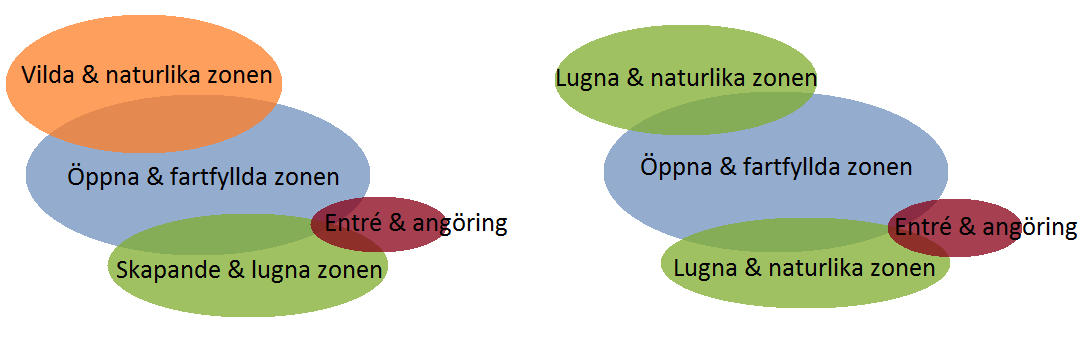 Vilda & naturlika zonen
Öppna & fartfyllda zonen
Entré & angöring
Skapande & lugna zonen
Lugna & naturlika zonen
Öppna & fartfyllda zonen
Entré & angöring
Lugna & naturlika zonen